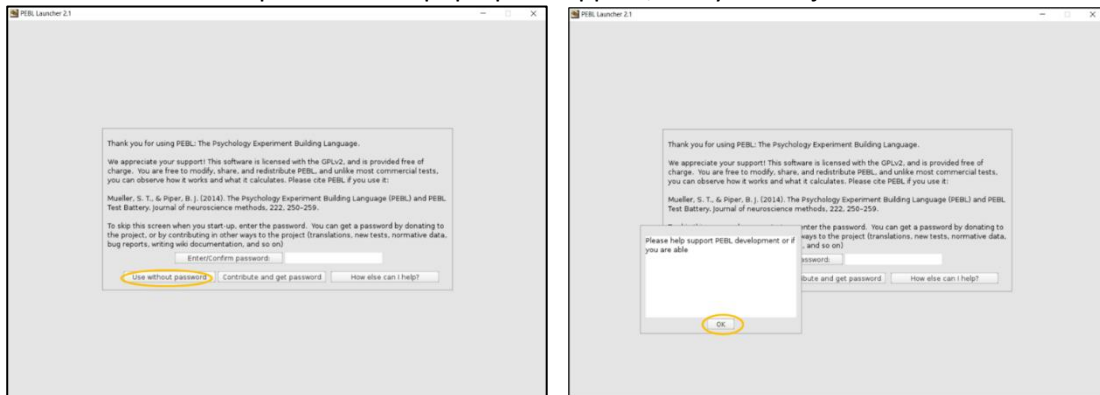 PEBL Launcher 2.1
Thank you for using PEBL: The Psychology Experiment Building Language.
We appreciate your support! This software is licensed with the GPLv2, and is provided free of
charge. You are free to modify, share, and redistribute PEBL, and unlike most commercial tests,
you can observe how it works and what it calculates. Please cite PEBL if you use it:
Mueller, S. T., & Piper, B. J. (2014). The Psychology Experiment Building Language (PEBL) and PEBL
Test Battery. Journal of neuroscience methods, 222, 250-259.
To skip this screen when you start-up, enter the password. You can get a password by donating to
the project, or by contributing in other ways to the project (translations, new tests, normative data,
bug reports, writing wiki documentation, and so on)
Enter/Confirm password:
Use without password Contribute and get password How else can I help?
PEBL Launcher 2.1
Thank you for using PEBL: The Psychology Experiment Building Language.
We appreciate your support! This software is licensed with the GPLv2, and is provided free of
charge. You are free to modify, share, and redistribute PEBL, and unlike most commercial tests,
you can observe how it works and what it calculates. Please cite PEBL if you use it:
Mueller, S. T., & Piper, B. J. (2014). The Psychology Experiment Building Language (PEBL) and PEBL
Test Battery. Journal of neuroscience methods, 222, 250-259.
enter the password. You can get a password by donating to
ways to the project (translations, new tests, normative data,
, and so on)
password:
ibute and get password How else can I help?
Please help support PEBL development or if
you are able
OK